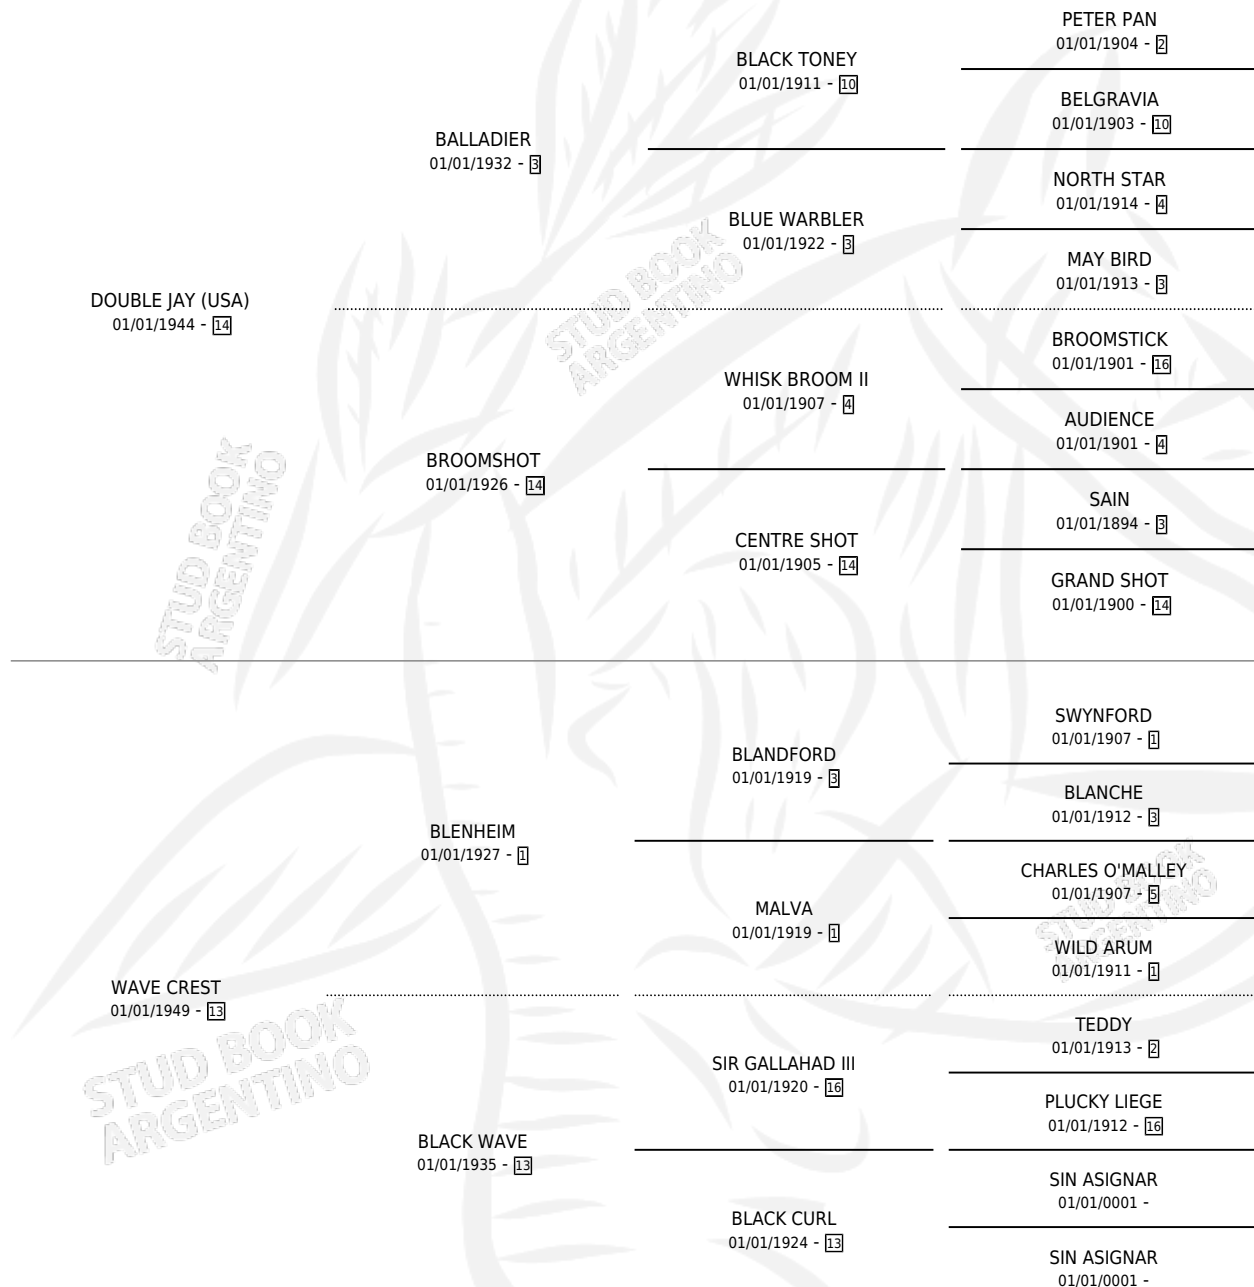 PETER PAN
01/01/1904 - 2
BLACK TONEY
01/01/1911 - 10
BELGRAVIA
01/01/1903 - 10
BALLADIER
01/01/1932 - 3
NORTH STAR
01/01/1914 - 4
BLUE WARBLER
01/01/1922 - 3
MAY BIRD
01/01/1913 - 3
DOUBLE JAY (USA)
01/01/1944 - 14
BROOMSTICK
01/01/1901 - 16
WHISK BROOM II
01/01/1907 - 4
AUDIENCE
01/01/1901 - 4
BROOMSHOT
01/01/1926 - 14
SAIN
01/01/1894 - 3
CENTRE SHOT
01/01/1905 - 14
GRAND SHOT
01/01/1900 - 14
SWYNFORD
01/01/1907 - 1
BLANDFORD
01/01/1919 - 3
BLANCHE
01/01/1912 - 3
BLENHEIM
01/01/1927 - 1
CHARLES O'MALLEY
01/01/1907 - 5
MALVA
01/01/1919 - 1
WILD ARUM
01/01/1911 - 1
WAVE CREST
01/01/1949 - 13
TEDDY
01/01/1913 - 2
SIR GALLAHAD III
01/01/1920 - 16
PLUCKY LIEGE
01/01/1912 - 16
BLACK WAVE
01/01/1935 - 13
SIN ASIGNAR
01/01/0001 -
BLACK CURL
01/01/1924 - 13
SIN ASIGNAR
01/01/0001 -
STUD BOOK
ARGENTINO
STUD BOOK
ARGENTINO
STUD BOOK
ARGENTINO
STUD BOOK
ARGENTINO